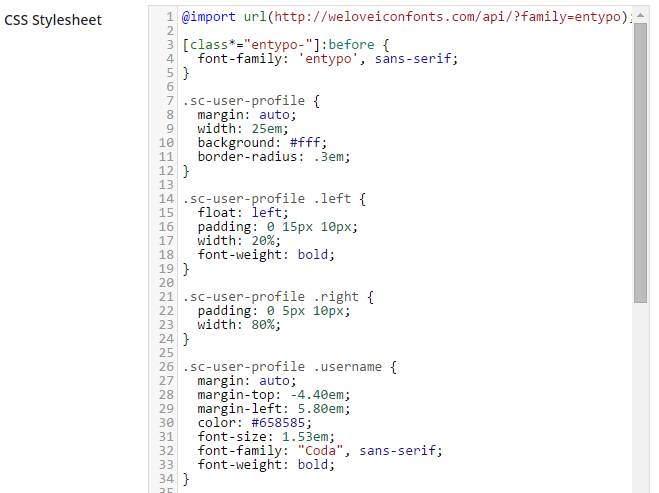 CSS Stylesheet
1 @import url(http://weloveiconfonts.com/api/?family=entypo);
2
3 [class*="entypo-"]:before {
4   font-family: 'entypo', sans-serif;
5 }
6
7 .sc-user-profile {
8   margin: auto;
9   width: 25em;
10   background: #fff;
11   border-radius: .3em;
12 }
13
14 .sc-user-profile .left {
15   float: left;
16   padding: 0 15px 10px;
17   width: 20%;
18   font-weight: bold;
19 }
20
21 .sc-user-profile .right {
22   padding: 0 5px 10px;
23   width: 80%;
24 }
25
26 .sc-user-profile .username {
27   margin: auto;
28   margin-top: -4.40em;
29   margin-left: 5.80em;
30   color: #658585;
31   font-size: 1.53em;
32   font-family: "Coda", sans-serif;
33   font-weight: bold;
34 }
35